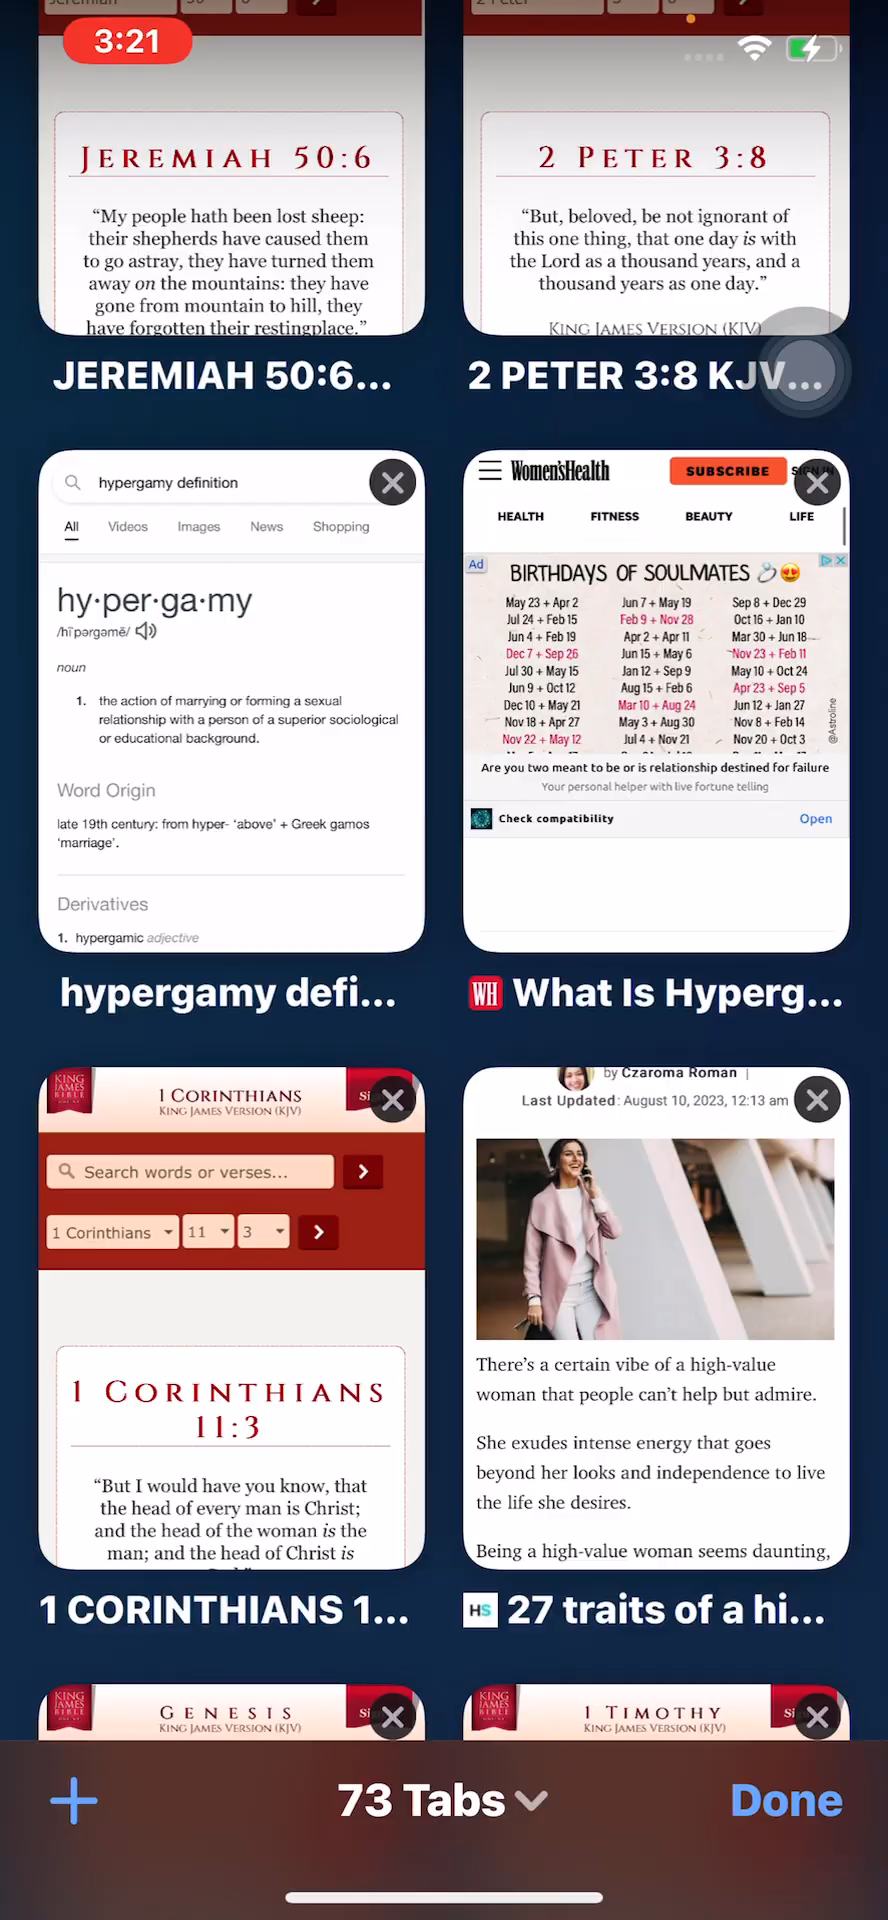 3:21
JEREMIAH 50:6
"My people hath been lost sheep:
their shepherds have caused them
to go astray, they have turned them
away on the mountains: they have
gone from mountain to hill, they
have forgotten their restingplace."
JEREMIAH 50:6...
2 PETER 3:8
"But, beloved, be not ignorant of
this one thing, that one day is with
the Lord as a thousand years, and a
thousand years as one day."
KING JAMES VERSION (KJV)
2 PETER 3:8 KJV...
hypergamy definition
All Videos Images News Shopping
hy·per·ga·my
noun
1. the action of marrying or forming a sexual
relationship with a person of a superior sociological
or educational background.
Word Origin
late 19th century: from hyper- 'above' + Greek gamos
'marriage'.
Derivatives
1. hypergamic adjective
hypergamy defi...
Women'sHealth
SUBSCRIBE
SIGN IN
HEALTH FITNESS BEAUTY LIFE
Ad
BIRTHDAYS OF SOULMATES
May 23 + Apr 2 Jun 7 + May 19 Sep 8 + Dec 29
Jul 24 + Feb 15 Feb 9 + Nov 28 Oct 16 + Jan 10
Jun 4 + Feb 19 Apr 2 + Apr 11 Mar 30 + Jun 18
Dec 7 + Sep 26 Jun 15 + May 6 Nov 23 + Feb 11
Jul 30 + May 15 Jan 12 + Sep 9 May 10 + Oct 24
Jun 9 + Oct 12 Aug 15 + Feb 6 Apr 23 + Sep 5
Dec 10 + May 21 Mar 10 + Aug 24 Jun 12 + Jan 27
Nov 18 + Apr 27 May 3 + Aug 30 Nov 8 + Feb 14
Nov 22 + May 12 Jul 4 + Nov 21 Nov 20 + Oct 3
@Astroline
Are you two meant to be or is relationship destined for failure
Your personal helper with live fortune telling
Check compatibility
Open
WH What Is Hyperg...
KING
JAMES
BIBLE
1 CORINTHIANS
KING JAMES VERSION (KJV)
Search words or verses...
1 Corinthians 11 3
1 CORINTHIANS
11:3
"But I would have you know, that
the head of every man is Christ;
and the head of the woman is the
man; and the head of Christ is
1 CORINTHIANS 1...
by Czaroma Roman |
Last Updated: August 10, 2023, 12:13 am
There's a certain vibe of a high-value
woman that people can't help but admire.
She exudes intense energy that goes
beyond her looks and independence to live
the life she desires.
Being a high-value woman seems daunting,
HS 27 traits of a hi...
KING
JAMES
BIBLE
GENESIS
KING JAMES VERSION (KJV)
KING
JAMES
BIBLE
1 TIMOTHY
KING JAMES VERSION (KJV)
73 Tabs
Done